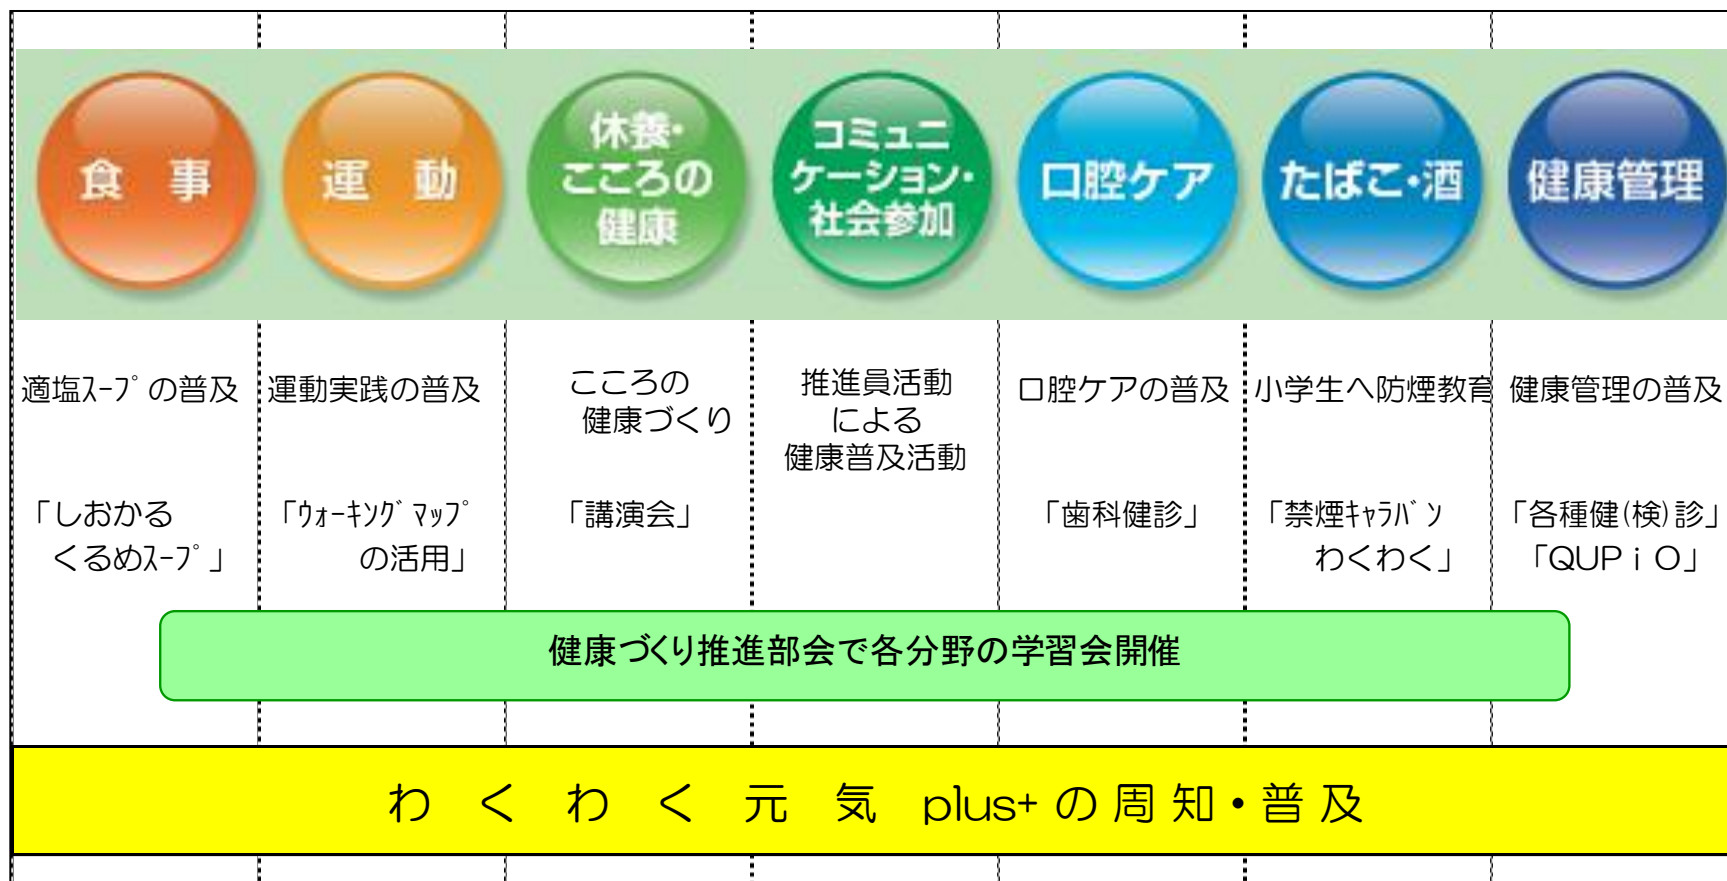 食　事
運　動
休養・
こころの
健康
コミュニ
ケーション・
社会参加
口腔ケア
たばこ・酒
健康管理
適塩ｽｰﾌﾟの普及
運動実践の普及
こころの
健康づくり
推進員活動
による
健康普及活動
口腔ケアの普及
小学生へ防煙教育
健康管理の普及
「しおかる
くるめｽｰﾌﾟ」
「ｳｫｰｷﾝｸﾞﾏｯﾌﾟ
の活用」
「講演会」
「歯科健診」
「禁煙ｷｬﾗﾊﾞﾝ
わくわく」
「各種健(検)診」
「QUPiO」
健康づくり推進部会で各分野の学習会開催
わくわく元気 plus+の周知・普及